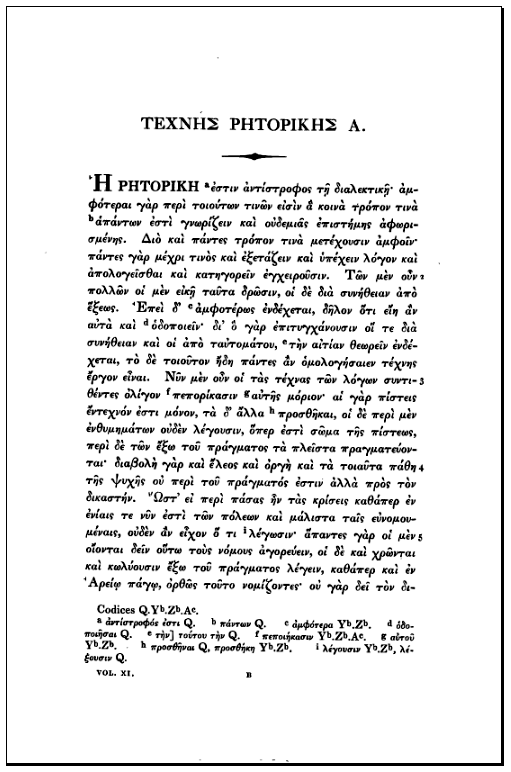 ΤΕΧΝΗΣ ΡΗΤΟΡΙΚΗΣ Α.
Ἡ ΡΗΤΟΡΙΚΗ ᵃἐστιν ἀντίστροφος τῇ διαλεκτικῇ· ἀμ-
φότεραι γὰρ περὶ τοιούτων τινῶν εἰσὶν ἃ κοινὰ τρόπον τινὰ
ᵇἁπάντων ἐστὶ γνωρίζειν καὶ οὐδεμιᾶς ἐπιστήμης ἀφωρι-
σμένης. Διὸ καὶ πάντες τρόπον τινὰ μετέχουσιν ἀμφοῖν·
πάντες γὰρ μέχρι τινὸς καὶ ἐξετάζειν καὶ ὑπέχειν λόγον καὶ
ἀπολογεῖσθαι καὶ κατηγορεῖν ἐγχειροῦσιν. Τῶν μὲν οὖν 2
πολλῶν οἱ μὲν εἰκῇ ταῦτα δρῶσιν, οἱ δὲ διὰ συνήθειαν ἀπὸ
ἕξεως. Ἐπεὶ δ' ᶜἀμφοτέρως ἐνδέχεται, δῆλον ὅτι εἴη ἂν
αὐτὰ καὶ ᵈὁδοποιεῖν· δι' ὃ γὰρ ἐπιτυγχάνουσιν οἵ τε διὰ
συνήθειαν καὶ οἱ ἀπὸ ταὐτομάτου, ᵉτὴν αἰτίαν θεωρεῖν ἐνδέ-
χεται, τὸ δὲ τοιοῦτον ἤδη πάντες ἂν ὁμολογήσαιεν τέχνης
ἔργον εἶναι. Νῦν μὲν οὖν οἱ τὰς τέχνας τῶν λόγων συντι- 3
θέντες ὀλίγον ᶠπεπορίκασιν ᵍαὐτῆς μόριον· αἱ γὰρ πίστεις
ἔντεχνόν ἐστι μόνον, τὰ δ' ἄλλα ʰπροσθῆκαι, οἱ δὲ περὶ μὲν
ἐνθυμημάτων οὐδὲν λέγουσιν, ὅπερ ἐστὶ σῶμα τῆς πίστεως,
περὶ δὲ τῶν ἔξω τοῦ πράγματος τὰ πλεῖστα πραγματεύον-
ται· διαβολὴ γὰρ καὶ ἔλεος καὶ ὀργὴ καὶ τὰ τοιαῦτα πάθη 4
τῆς ψυχῆς οὐ περὶ τοῦ πράγματός ἐστιν ἀλλὰ πρὸς τὸν
δικαστήν. Ὥστ' εἰ περὶ πάσας ἦν τὰς κρίσεις καθάπερ ἐν
ἐνίαις τε νῦν ἐστὶ τῶν πόλεων καὶ μάλιστα ταῖς εὐνομου-
μέναις, οὐδὲν ἂν εἶχον ὅ τι ⁱλέγωσιν· ἅπαντες γὰρ οἱ μὲν 5
οἴονται δεῖν οὕτω τοὺς νόμους ἀγορεύειν, οἱ δὲ καὶ χρῶνται
καὶ κωλύουσιν ἔξω τοῦ πράγματος λέγειν, καθάπερ καὶ ἐν
Ἀρείῳ πάγῳ, ὀρθῶς τοῦτο νομίζοντες· οὐ γὰρ δεῖ τὸν δι-
Codices Q.Yᵇ.Zᵇ.Aᶜ.
ᵃ ἀντίστροφός ἐστι Q. ᵇ πάντων Q. ᶜ ἀμφότερα Yᵇ.Zᵇ. ᵈ ὁδο-
ποιῆσαι Q. ᵉ τὴν] τούτου τὴν Q. ᶠ πεποιήκασιν Yᵇ.Zᵇ.Aᶜ. ᵍ αὐτοῦ
Yᵇ.Zᵇ. ʰ προσθῆναι Q, προσθήκη Yᵇ.Zᵇ. ⁱ λέγουσιν Yᵇ.Zᵇ, λέ-
ξουσιν Q.
VOL. XI. B